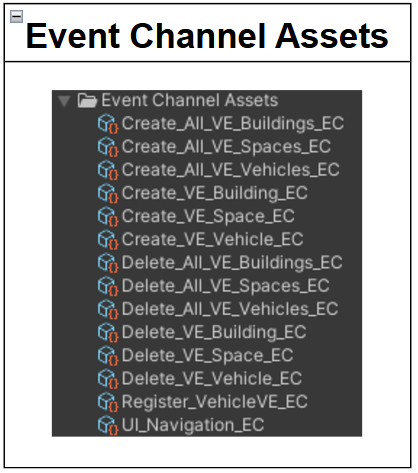 Event Channel Assets
Event Channel Assets
Create_All_VE_Buildings_EC
Create_All_VE_Spaces_EC
Create_All_VE_Vehicles_EC
Create_VE_Building_EC
Create_VE_Space_EC
Create_VE_Vehicle_EC
Delete_All_VE_Buildings_EC
Delete_All_VE_Spaces_EC
Delete_All_VE_Vehicles_EC
Delete_VE_Building_EC
Delete_VE_Space_EC
Delete_VE_Vehicle_EC
Register_VehicleVE_EC
UI_Navigation_EC